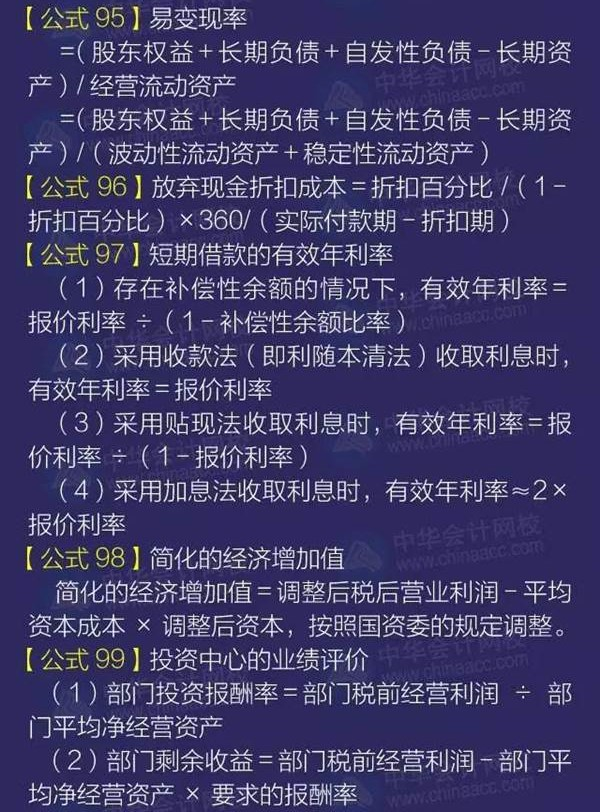 【公式 95】易变现率
=(股东权益+长期负债+自发性负债-长期资
产)/经营流动资产
=(股东权益+长期负债+自发性负债-长期资
产)/(波动性流动资产+稳定性流动资产)
【公式 96】放弃现金折扣成本=折扣百分比 /(1-
折扣百分比)×360/(实际付款期-折扣期)
【公式 97】短期借款的有效年利率
(1)存在补偿性余额的情况下,有效年利率=
报价利率 ÷(1-补偿性余额比率)
(2)采用收款法(即利随本清法)收取利息时,
有效年利率=报价利率
(3)采用贴现法收取利息时,有效年利率=报
价利率 ÷(1-报价利率)
(4)采用加息法收取利息时,有效年利率≈2×
报价利率
【公式 98】简化的经济增加值
简化的经济增加值=调整后税后营业利润-平均
资本成本 × 调整后资本,按照国资委的规定调整。
【公式 99】投资中心的业绩评价
(1)部门投资报酬率=部门税前经营利润 ÷ 部
门平均净经营资产
(2)部门剩余收益=部门税前经营利润-部门平
均净经营资产 × 要求的报酬率
中华会计网校
www.chinaacc.com